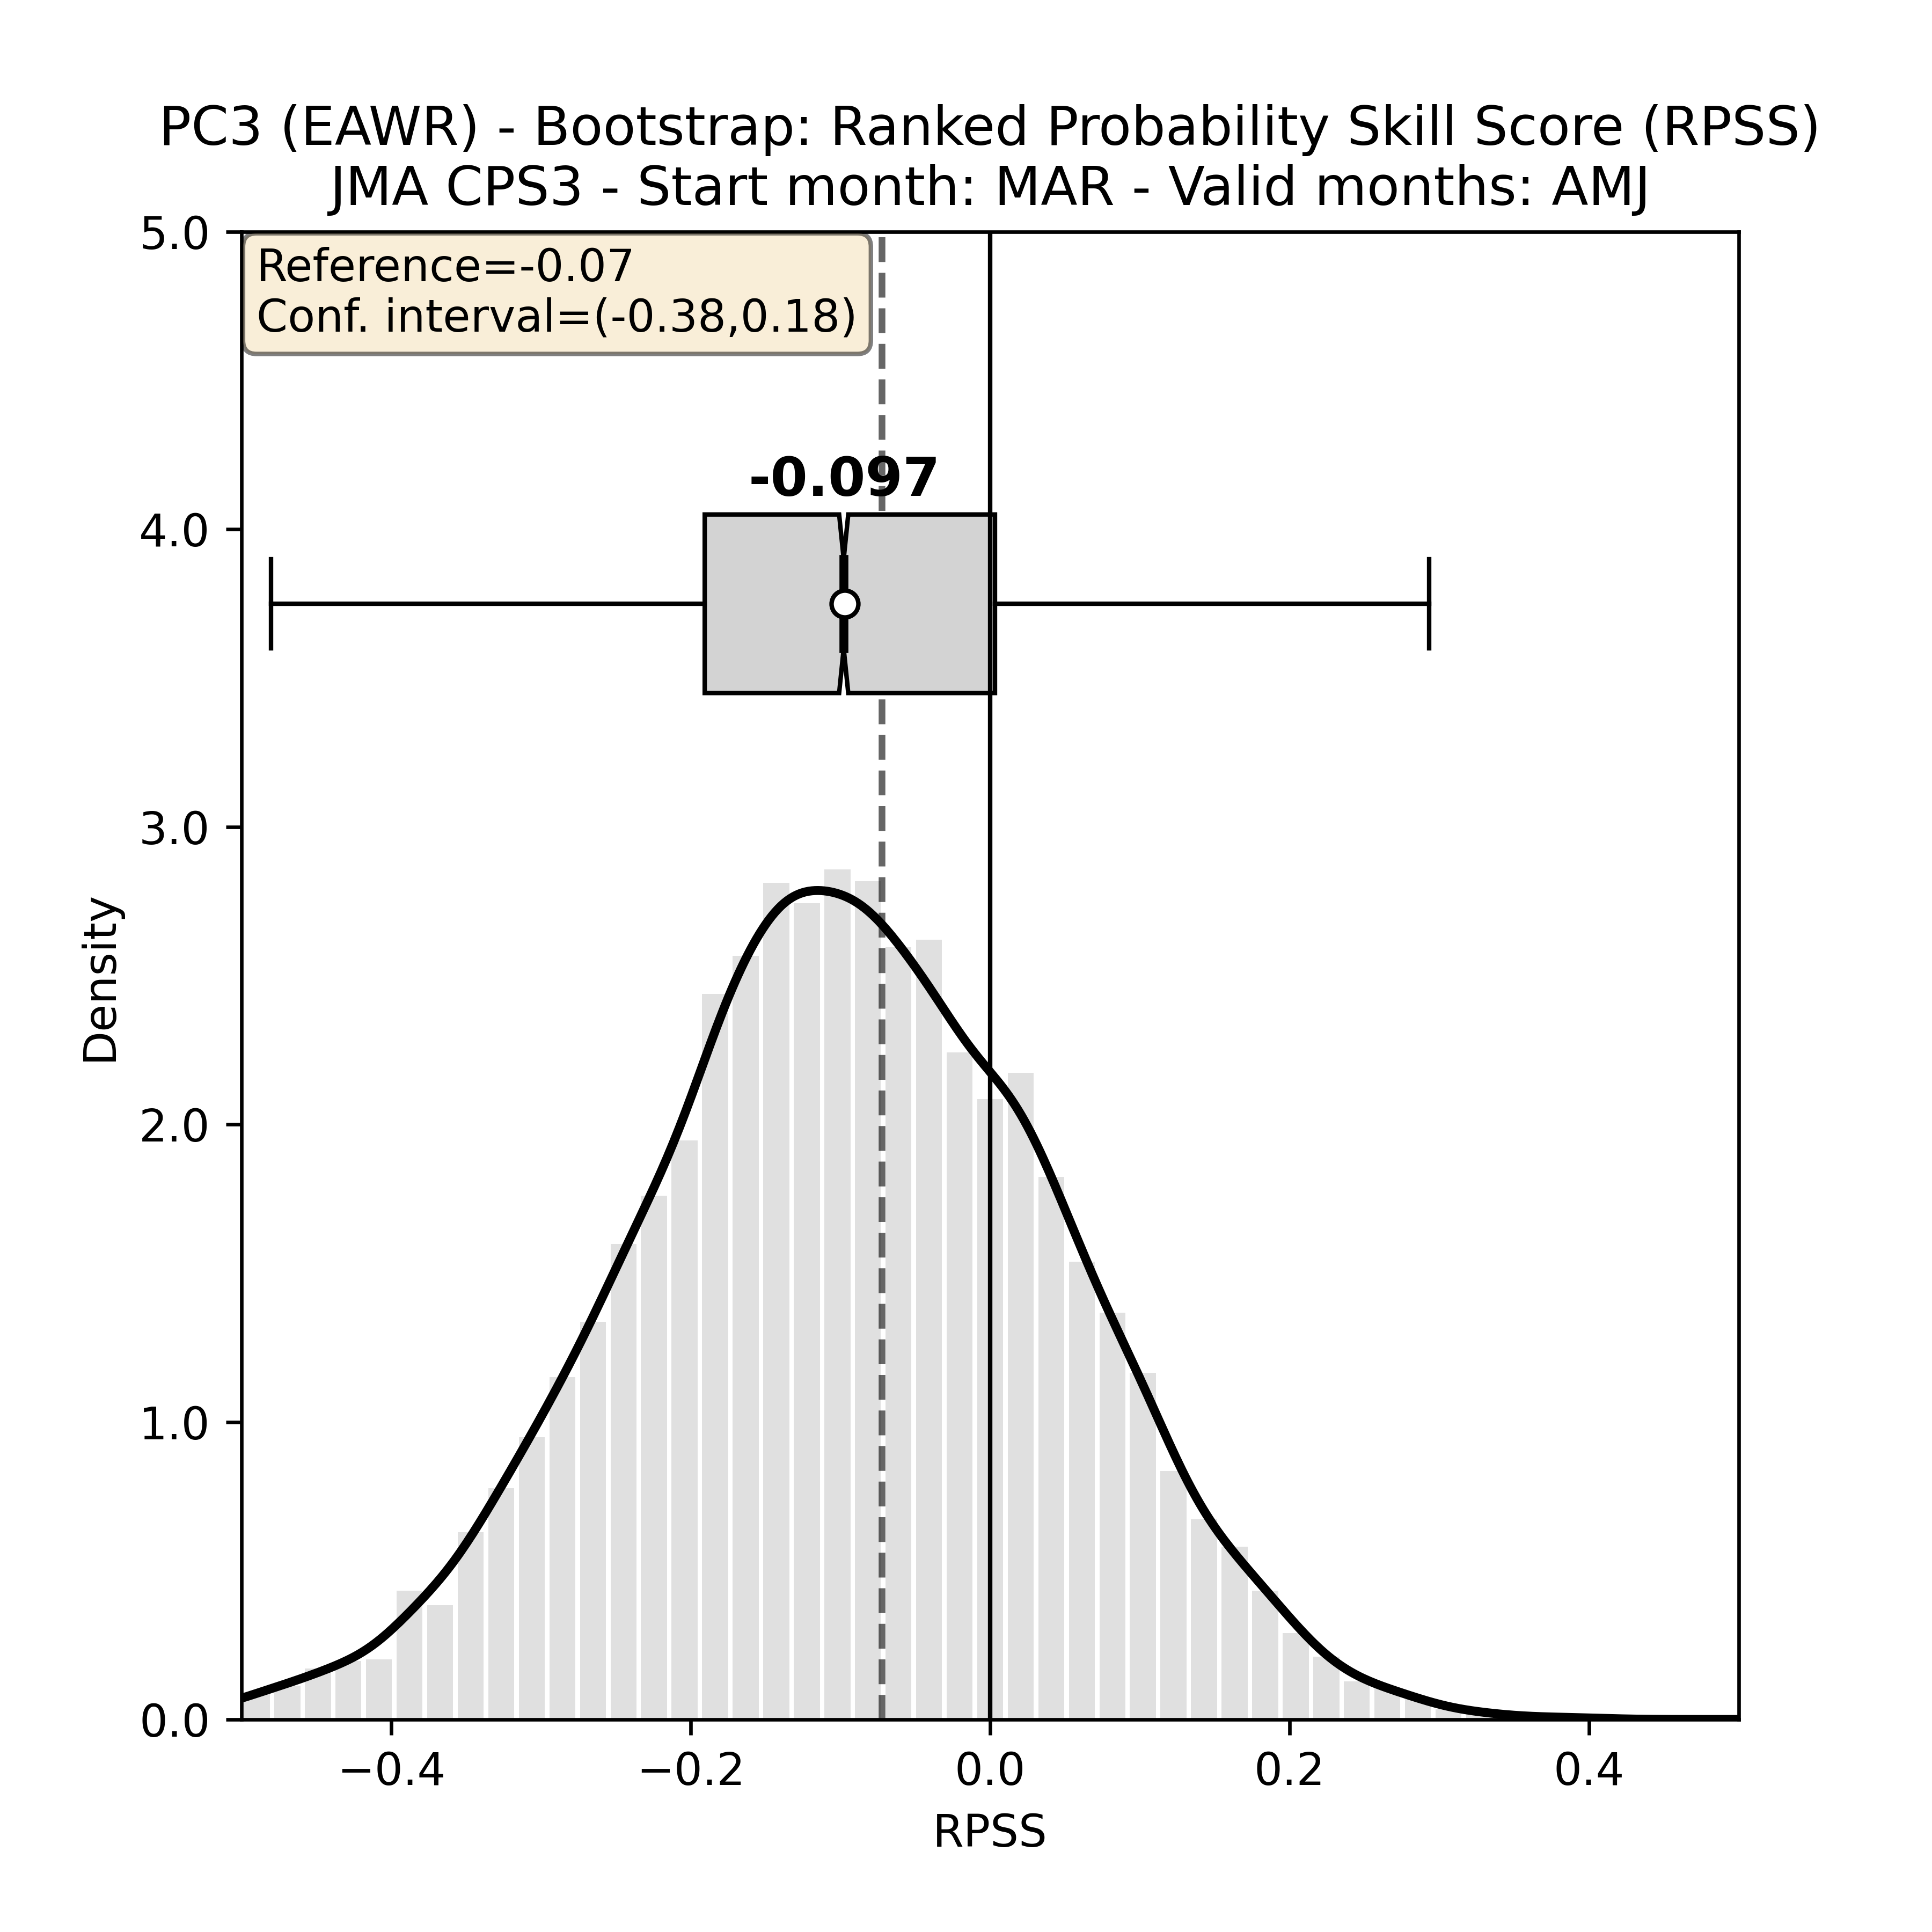 PC3 (EAWR) - Bootstrap: Ranked Probability Skill Score (RPSS)
JMA CPS3 - Start month: MAR - Valid months: AMJ
5.0
Reference=-0.07
Conf. interval=(-0.38,0.18)
-0.097
4.0
3.0
Density
2.0
1.0
0.0
−0.4
−0.2
0.0
0.2
0.4
RPSS